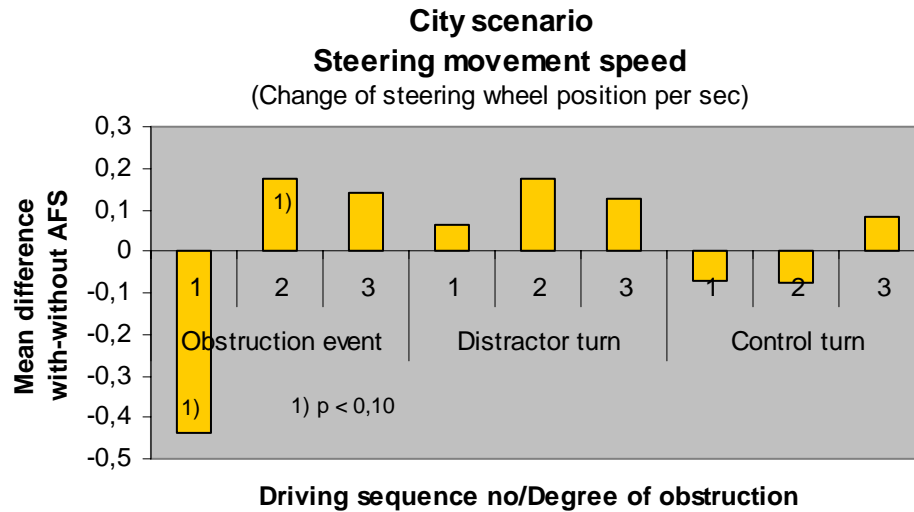 City scenario
Steering movement speed
(Change of steering wheel position per sec)
Mean difference
with-without AFS
0,3
0,2
0,1
0
-0,1
-0,2
-0,3
-0,4
-0,5
1)
1 2 3 1 2 3 1 2 3
Obstruction event Distractor turn Control turn
1) 1) p < 0,10
Driving sequence no/Degree of obstruction